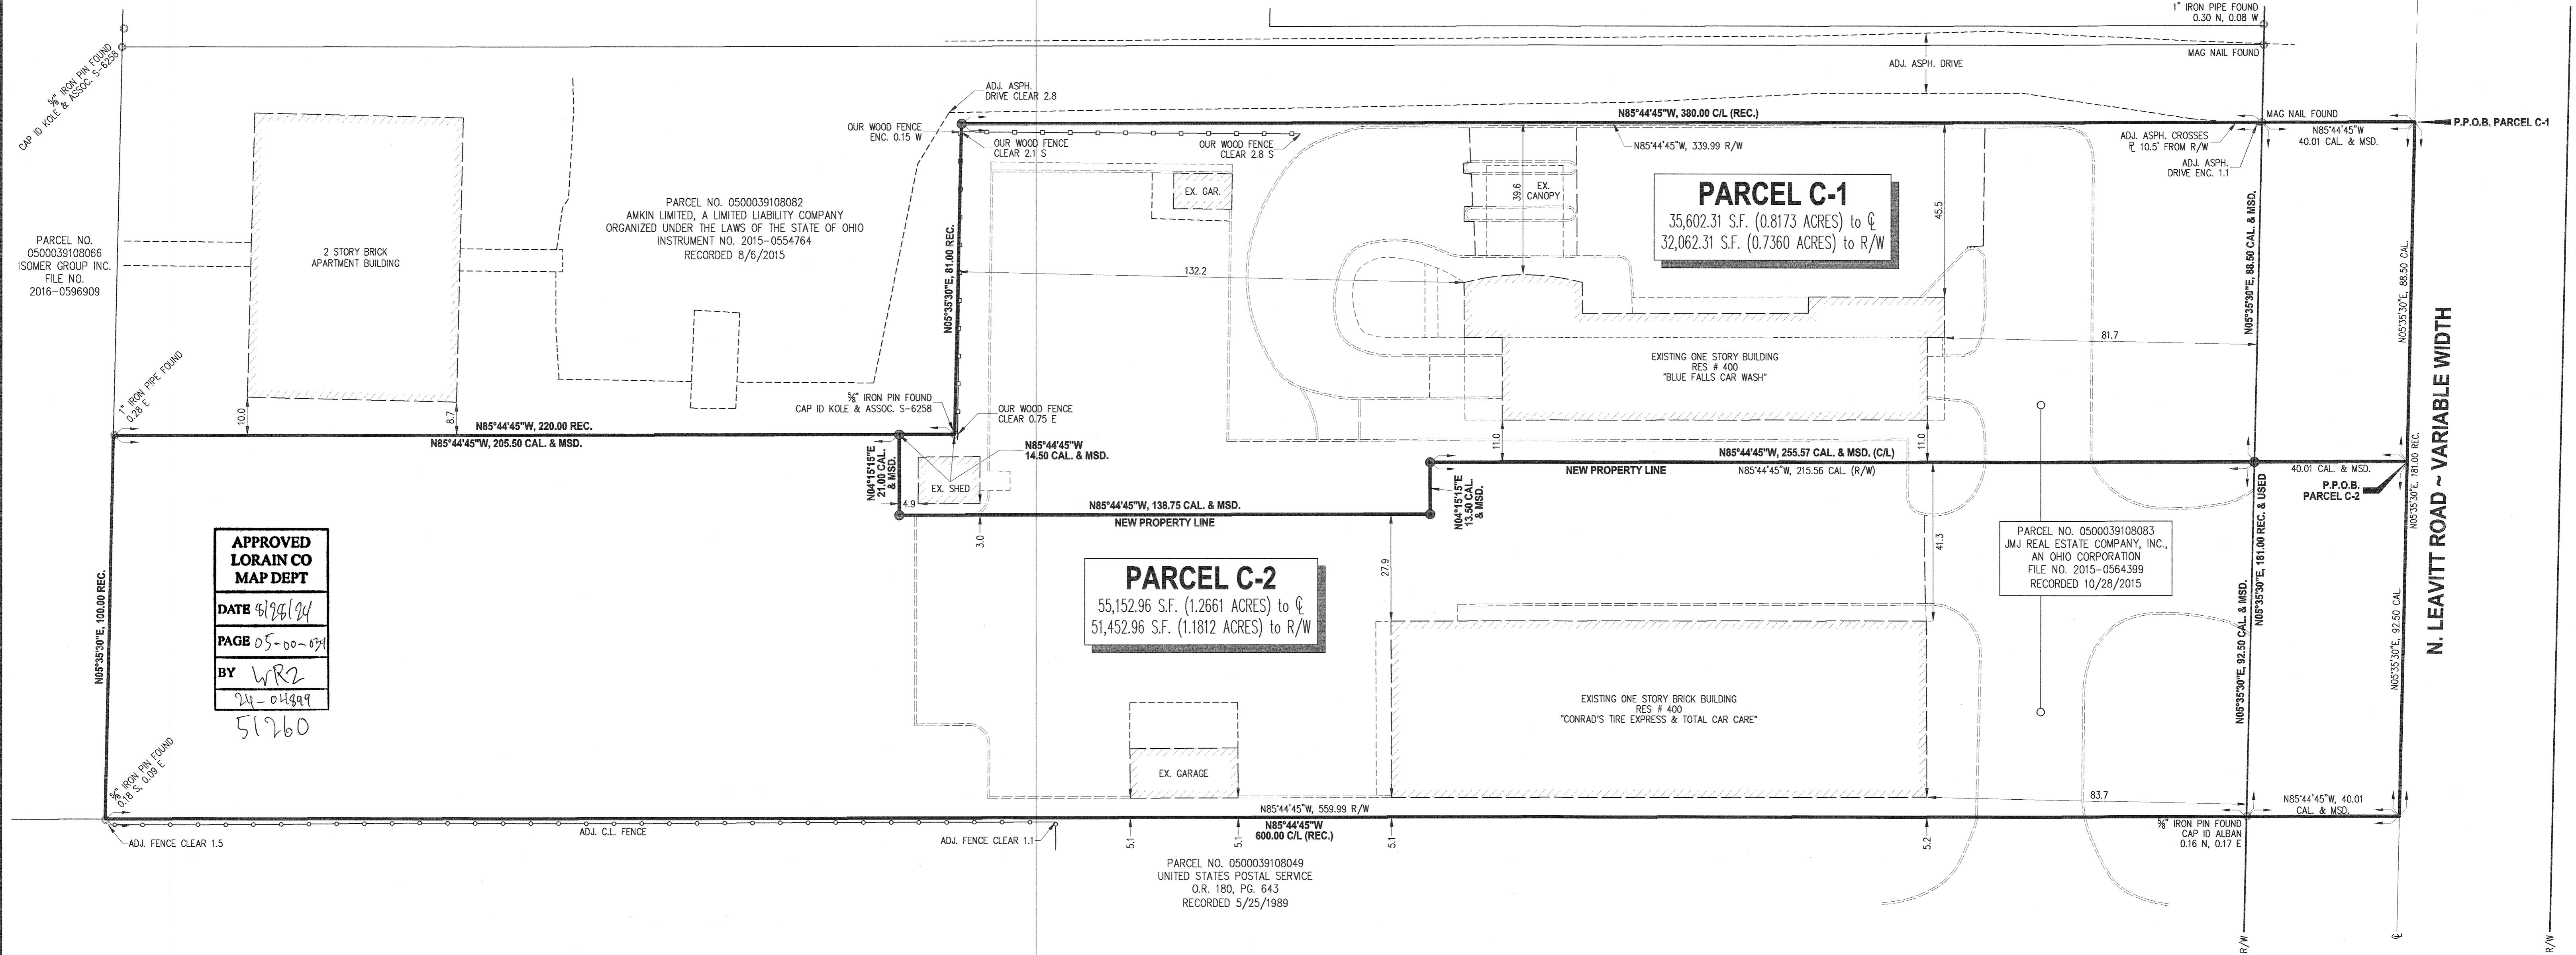 1" IRON PIPE FOUND
0.30 N, 0.08 W
MAG NAIL FOUND
⅝" IRON PIN FOUND
CAP ID KOLE & ASSOC. S-6258
ADJ. ASPH. DRIVE
ADJ. ASPH.
DRIVE CLEAR 2.8
OUR WOOD FENCE
ENC. 0.15 W
OUR WOOD FENCE
CLEAR 2.1 S
OUR WOOD FENCE
CLEAR 2.8 S
N85°44'45"W, 380.00 C/L (REC.)
N85°44'45"W, 339.99 R/W
ADJ. ASPH. CROSSES
℄ 10.5' FROM R/W
ADJ. ASPH.
DRIVE ENC. 1.1
MAG NAIL FOUND
N85°44'45"W
40.01 CAL. & MSD.
P.P.O.B. PARCEL C-1
PARCEL NO.
0500039108066
ISOMER GROUP INC.
FILE NO.
2016-0596909
2 STORY BRICK
APARTMENT BUILDING
PARCEL NO. 0500039108082
AMKIN LIMITED, A LIMITED LIABILITY COMPANY
ORGANIZED UNDER THE LAWS OF THE STATE OF OHIO
INSTRUMENT NO. 2015-0554764
RECORDED 8/6/2015
N05°35'30"E, 81.00 REC.
EX. GAR.
132.2
39.6
EX.
CANOPY
PARCEL C-1
35,602.31 S.F. (0.8173 ACRES) to ℄
32,062.31 S.F. (0.7360 ACRES) to R/W
45.5
N05°35'30"E, 88.50 CAL. & MSD.
N05°35'30"E, 88.50 CAL.
81.7
EXISTING ONE STORY BUILDING
RES # 400
"BLUE FALLS CAR WASH"
1" IRON PIPE FOUND
0.28 E
10.0
8.7
⅝" IRON PIN FOUND
CAP ID KOLE & ASSOC. S-6258
OUR WOOD FENCE
CLEAR 0.75 E
N85°44'45"W, 220.00 REC.
N85°44'45"W, 205.50 CAL. & MSD.
N85°44'45"W
14.50 CAL. & MSD.
N04°15'15"E
21.00 CAL.
& MSD.
EX. SHED
4.9
3.0
N85°44'45"W, 138.75 CAL. & MSD.
NEW PROPERTY LINE
N04°15'15"E
13.50 CAL.
& MSD.
11.0
11.0
N85°44'45"W, 255.57 CAL. & MSD. (C/L)
NEW PROPERTY LINE
N85°44'45"W, 215.56 CAL. (R/W)
40.01 CAL. & MSD.
P.P.O.B.
PARCEL C-2
N05°35'30"E, 181.00 REC.
N. LEAVITT ROAD ~ VARIABLE WIDTH
N05°35'30"E, 181.00 REC. & USED
PARCEL NO. 0500039108083
JMJ REAL ESTATE COMPANY, INC.,
AN OHIO CORPORATION
FILE NO. 2015-0564399
RECORDED 10/28/2015
APPROVED
LORAIN CO
MAP DEPT
DATE 8/28/24
PAGE 05-00-039
BY WR2
24-04899
51260
N05°35'30"E, 100.00 REC.
PARCEL C-2
55,152.96 S.F. (1.2661 ACRES) to ℄
51,452.96 S.F. (1.1812 ACRES) to R/W
27.9
41.3
N05°35'30"E, 92.50 CAL. & MSD.
N05°35'30"E, 92.50 CAL.
EXISTING ONE STORY BRICK BUILDING
RES # 400
"CONRAD'S TIRE EXPRESS & TOTAL CAR CARE"
EX. GARAGE
⅝" IRON PIN FOUND
0.18 S, 0.09 E
83.7
N85°44'45"W, 40.01
CAL. & MSD.
N85°44'45"W, 559.99 R/W
N85°44'45"W
600.00 C/L (REC.)
ADJ. C.L. FENCE
ADJ. FENCE CLEAR 1.5
ADJ. FENCE CLEAR 1.1
5.1
5.1
5.1
5.2
⅝" IRON PIN FOUND
CAP ID ALBAN
0.16 N, 0.17 E
PARCEL NO. 0500039108049
UNITED STATES POSTAL SERVICE
O.R. 180, PG. 643
RECORDED 5/25/1989
R/W
℄
R/W